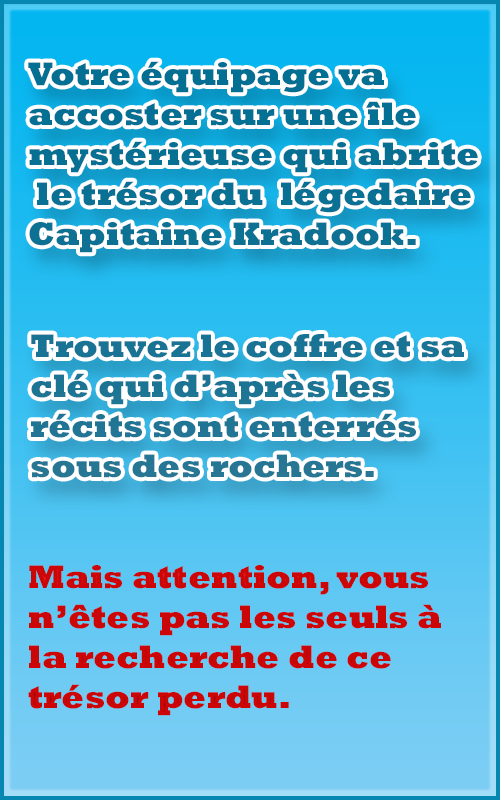 Votre équipage va
accoster sur une île
mystérieuse qui abrite
le trésor du légedaire
Capitaine Kradook.
Trouvez le coffre et sa
clé qui d’après les
récits sont enterrés
sous des rochers.
Mais attention, vous
n’êtes pas les seuls à
la recherche de ce
trésor perdu.